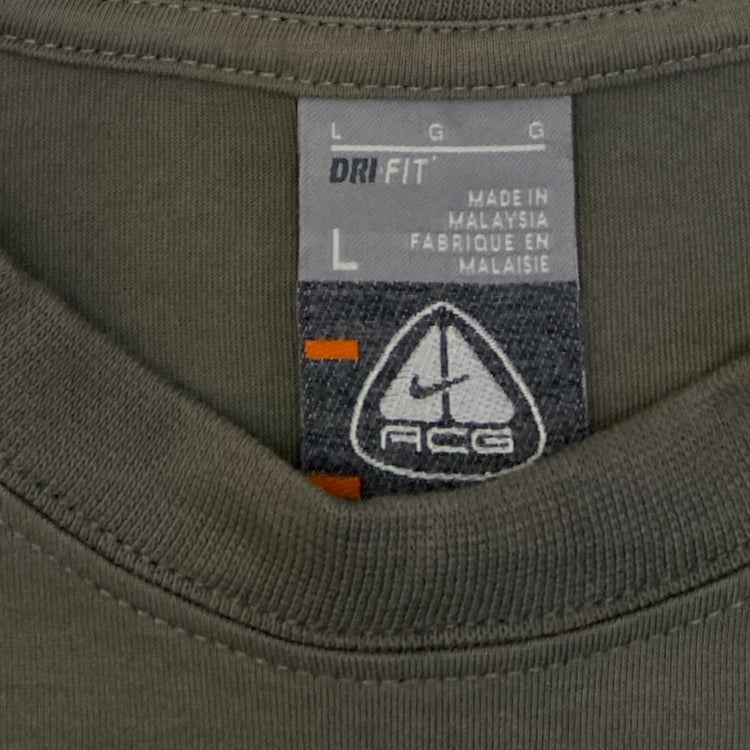 L G G
DRI-FIT
MADE IN
MALAYSIA
L FABRIQUE EN
MALAISIE
ACG